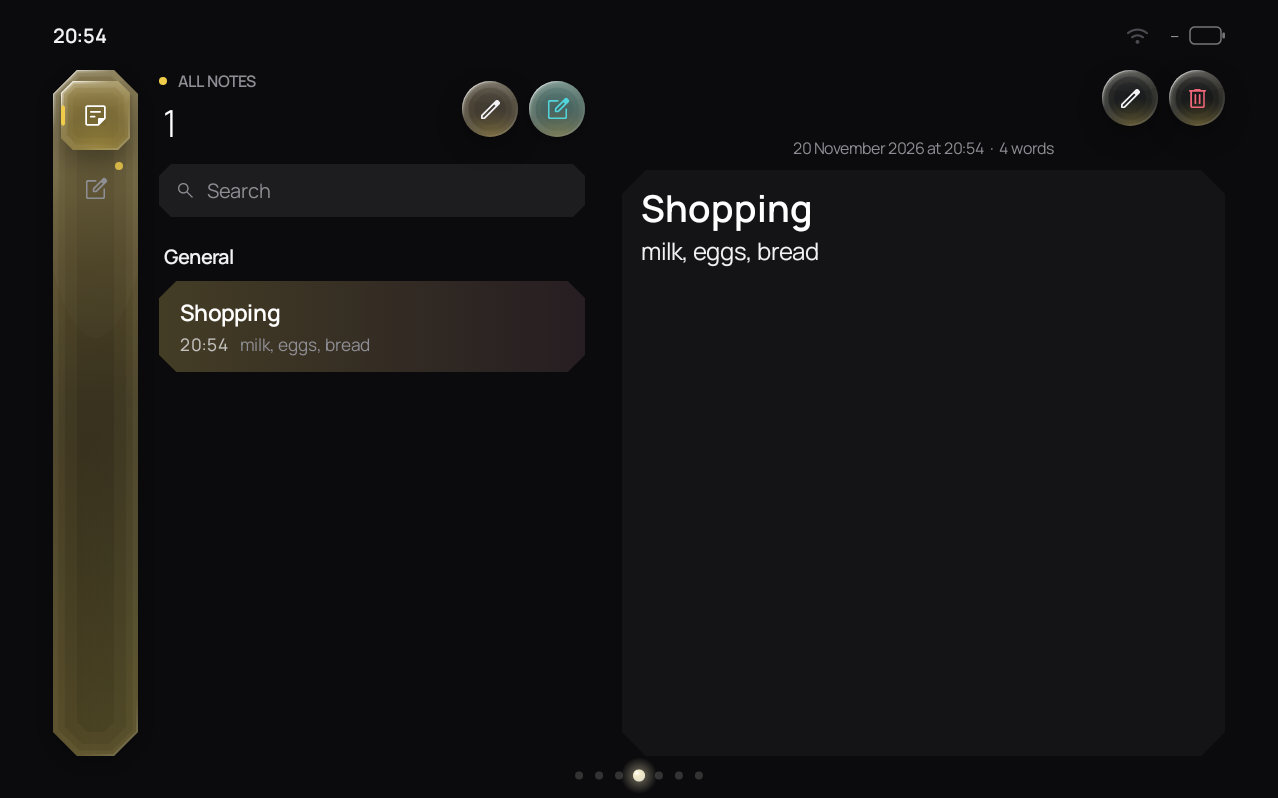 20:54
–
ALL NOTES
1
Search
General
Shopping
20:54 milk, eggs, bread
20 November 2026 at 20:54 · 4 words
Shopping
milk, eggs, bread